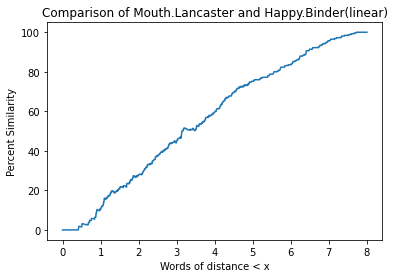 Comparison of Mouth.Lancaster and Happy.Binder(linear)
100
80
60
40
20
0
Percent Similarity
0 1 2 3 4 5 6 7 8
Words of distance < x